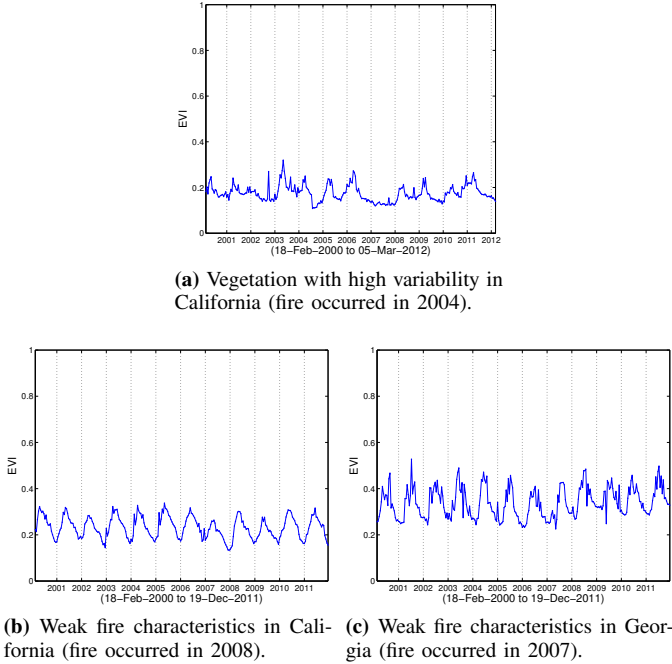 1
0.8
0.6
0.4
0.2
0
EVI
2001 2002 2003 2004 2005 2006 2007 2008 2009 2010 2011 2012
(18-Feb-2000 to 05-Mar-2012)
(a) Vegetation with high variability in
California (fire occurred in 2004).
1
0.8
0.6
0.4
0.2
0
EVI
2001 2002 2003 2004 2005 2006 2007 2008 2009 2010 2011
(18-Feb-2000 to 19-Dec-2011)
(b) Weak fire characteristics in Cali-
fornia (fire occurred in 2008).
1
0.8
0.6
0.4
0.2
0
EVI
2001 2002 2003 2004 2005 2006 2007 2008 2009 2010 2011
(18-Feb-2000 to 19-Dec-2011)
(c) Weak fire characteristics in Geor-
gia (fire occurred in 2007).